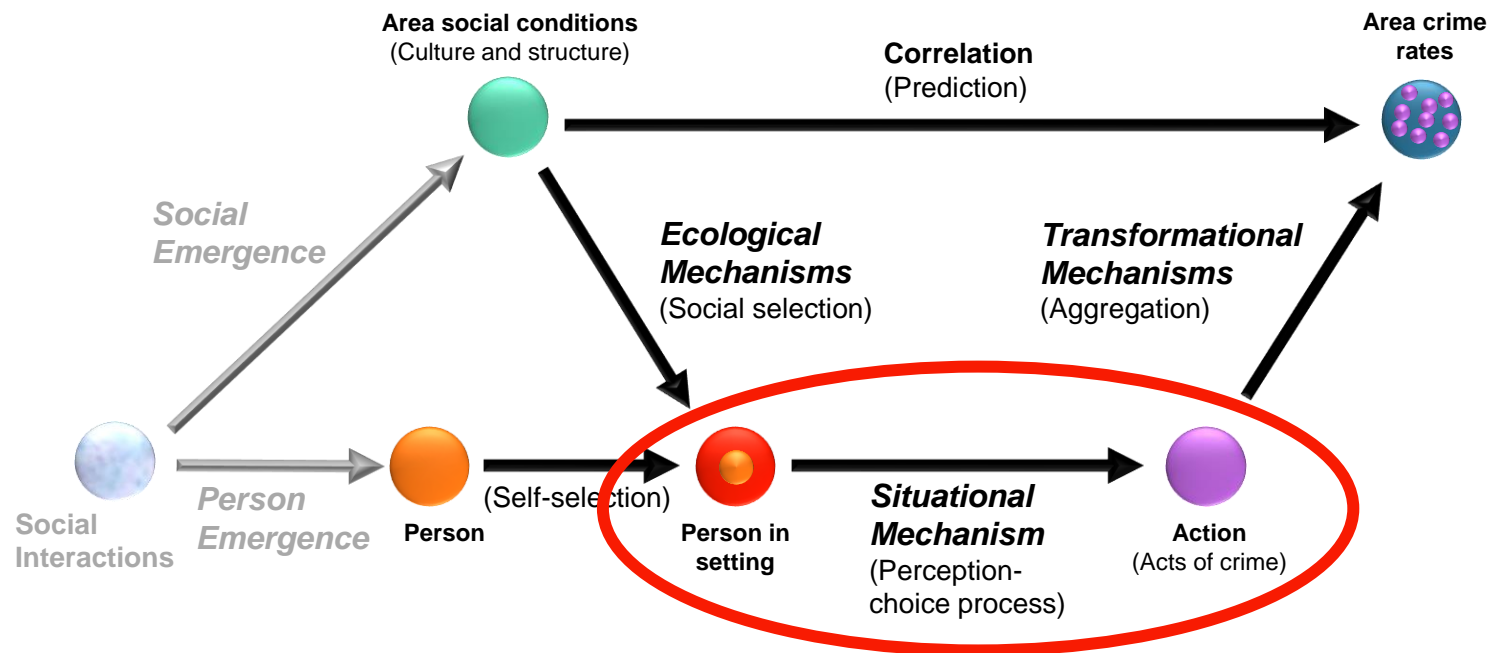 Area social conditions
(Culture and structure)
Area crime
rates
Correlation
(Prediction)
Social
Emergence
Ecological
Mechanisms
(Social selection)
Transformational
Mechanisms
(Aggregation)
Social
Interactions
Person
Emergence
Person
(Self-selection)
Person in
setting
Situational
Mechanism
(Perception-
choice process)
Action
(Acts of crime)